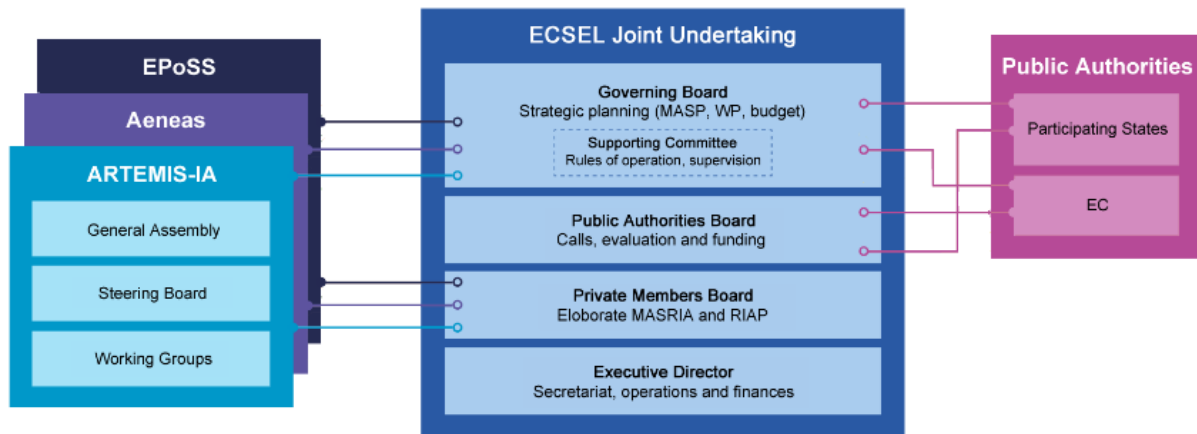 EPoSS
Aeneas
ARTEMIS-IA
General Assembly
Steering Board
Working Groups
ECSEL Joint Undertaking
Governing Board
Strategic planning (MASP, WP, budget)
Supporting Committee
Rules of operation, supervision
Public Authorities Board
Calls, evaluation and funding
Private Members Board
Eloborate MASRIA and RIAP
Executive Director
Secretariat, operations and finances
Public Authorities
Participating States
EC